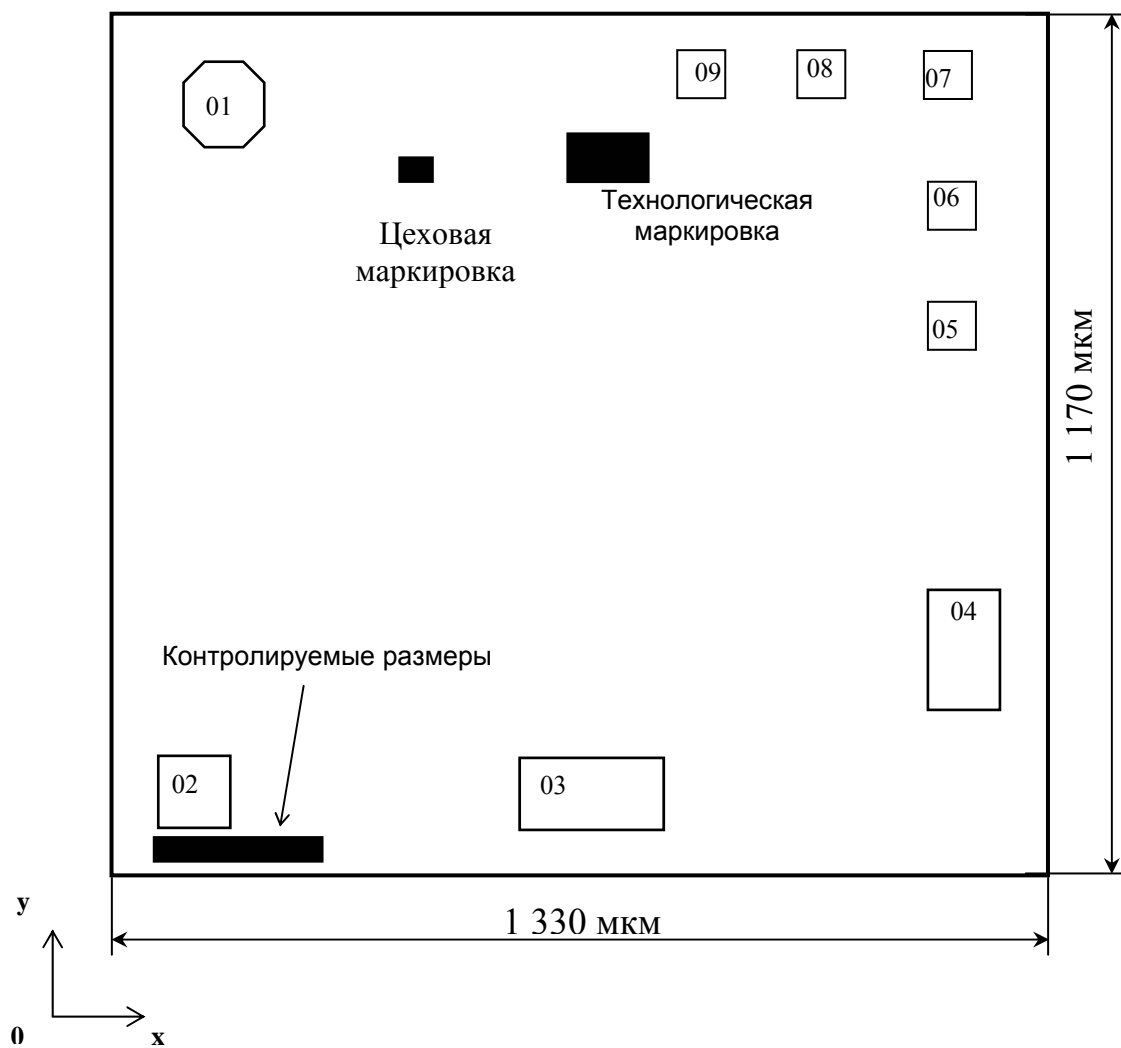 09
08
07
01
Технологическая
маркировка
06
Цеховая
маркировка
05
1 170 мкм
04
Контролируемые размеры
02
03
y
1 330 мкм
0
x